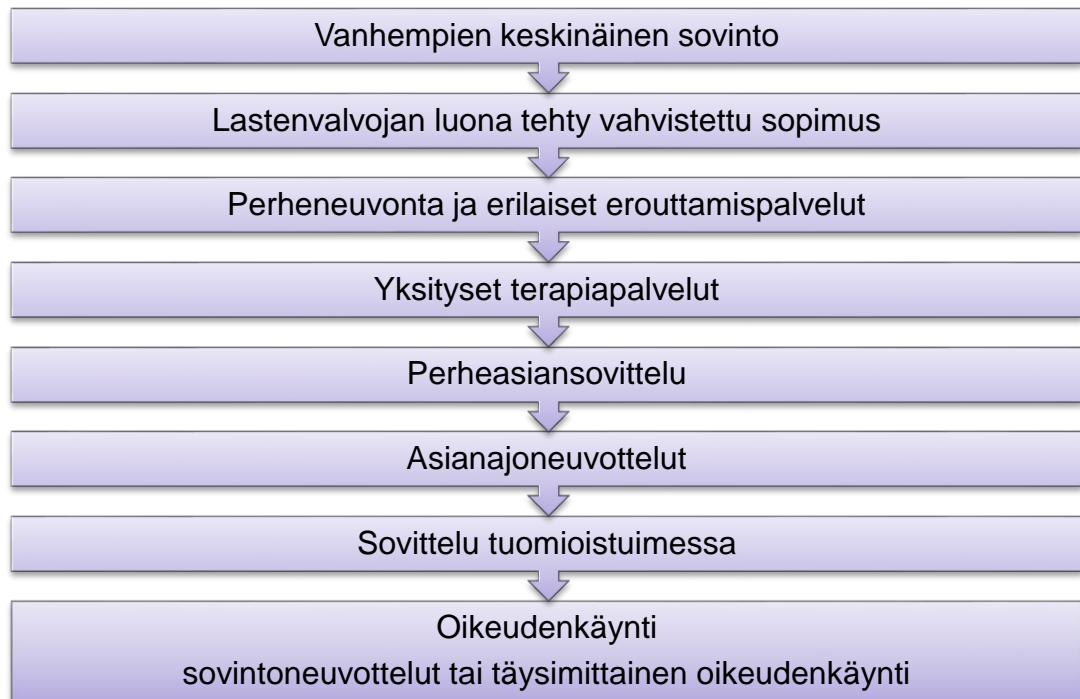 Vanhempien keskinäinen sovinto
Lastenvalvojan luona tehty vahvistettu sopimus
Perheneuvonta ja erilaiset erouttamispalvelut
Yksityset terapiapalvelut
Perheasiansovittelu
Asianajoneuvottelut
Sovittelu tuomioistuimessa
Oikeudenkäynti
sovintoneuvottelut tai täysimittainen oikeudenkäynti